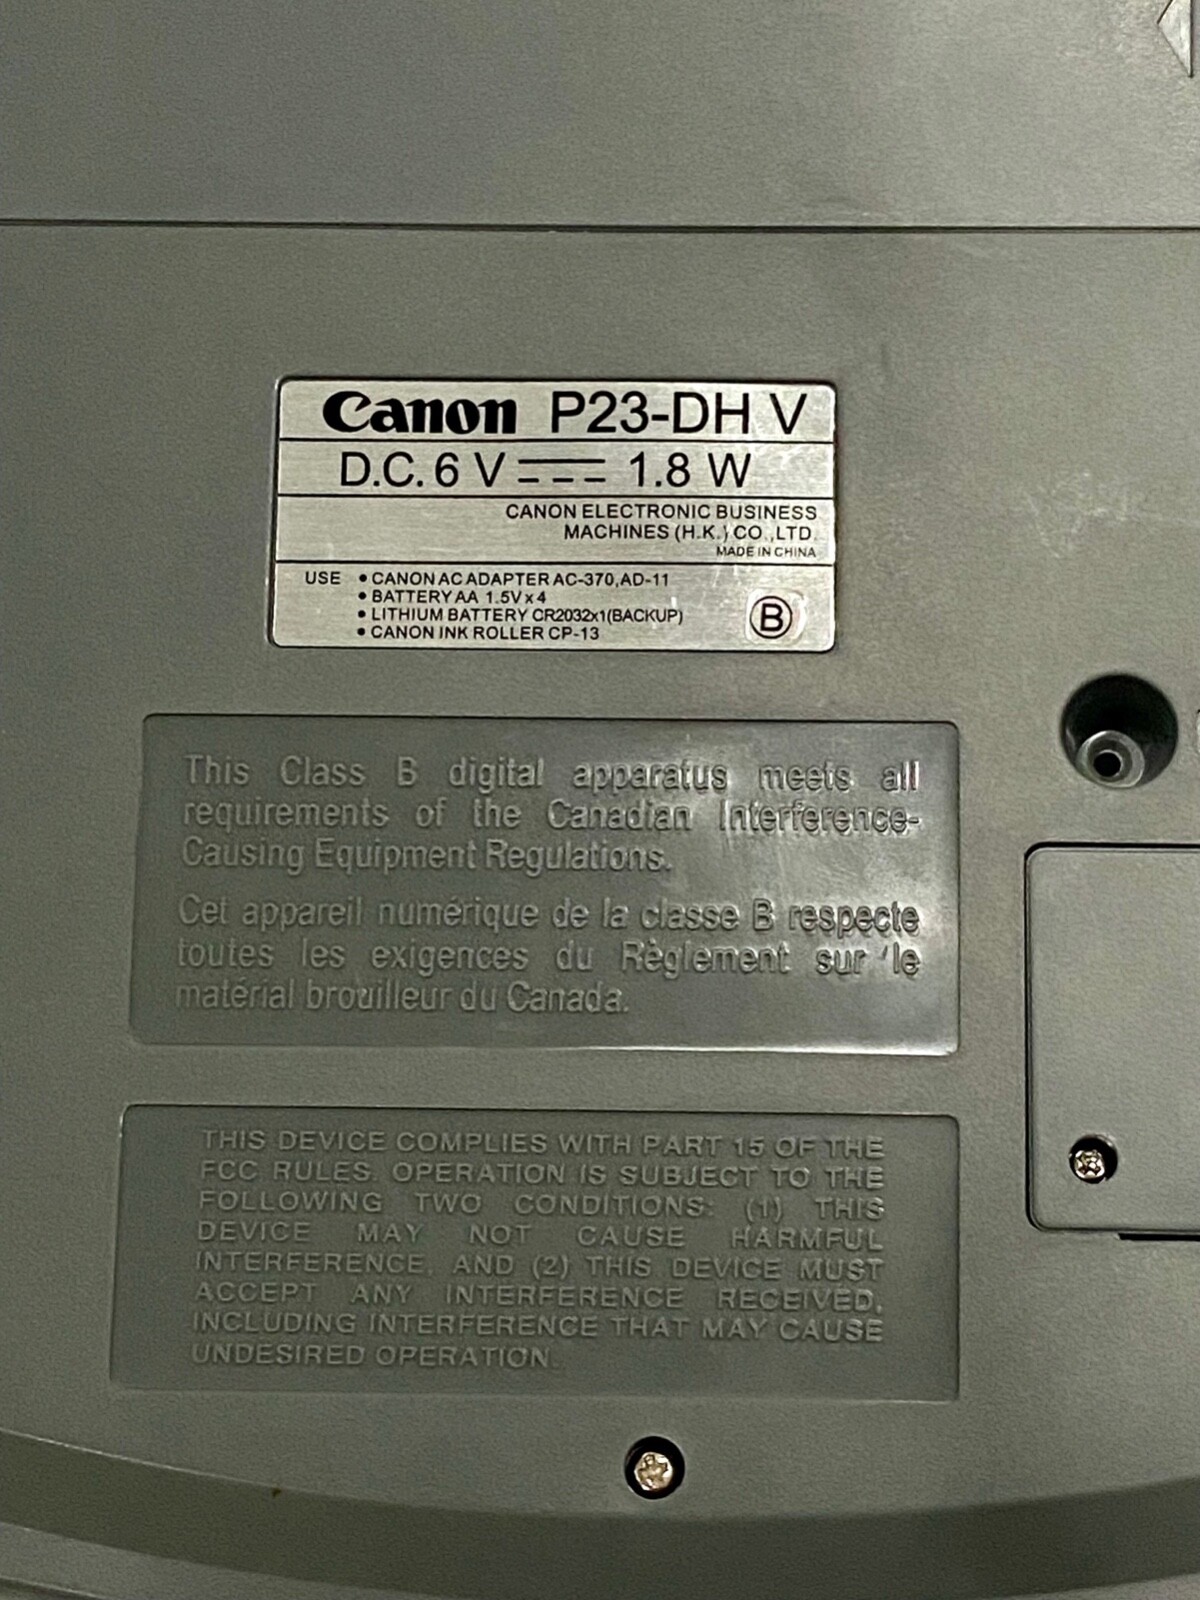 Canon P23-DH V
D.C. 6 V 1.8 W
CANON ELECTRONIC BUSINESS
MACHINES (H.K.) CO.,LTD.
MADE IN CHINA
USE • CANON AC ADAPTER AC-370,AD-11
• BATTERY AA 1.5V x 4
• LITHIUM BATTERY CR2032x1(BACKUP)
• CANON INK ROLLER CP-13
B
This Class B digital apparatus meets all
requirements of the Canadian Interference-
Causing Equipment Regulations.
Cet appareil numérique de la classe B respecte
toutes les exigences du Règlement sur le
matérial brouilleur du Canada.
THIS DEVICE COMPLIES WITH PART 15 OF THE
FCC RULES. OPERATION IS SUBJECT TO THE
FOLLOWING TWO CONDITIONS: (1) THIS
DEVICE MAY NOT CAUSE HARMFUL
INTERFERENCE, AND (2) THIS DEVICE MUST
ACCEPT ANY INTERFERENCE RECEIVED,
INCLUDING INTERFERENCE THAT MAY CAUSE
UNDESIRED OPERATION.